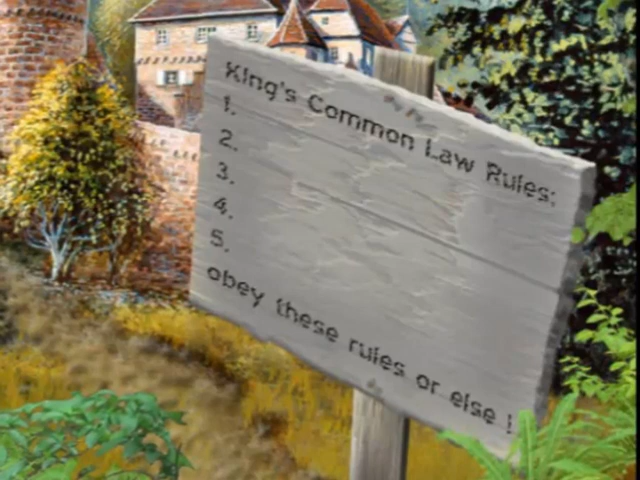 King's Common Law Rules:
1.
2.
3.
4.
5.
obey these rules or else !